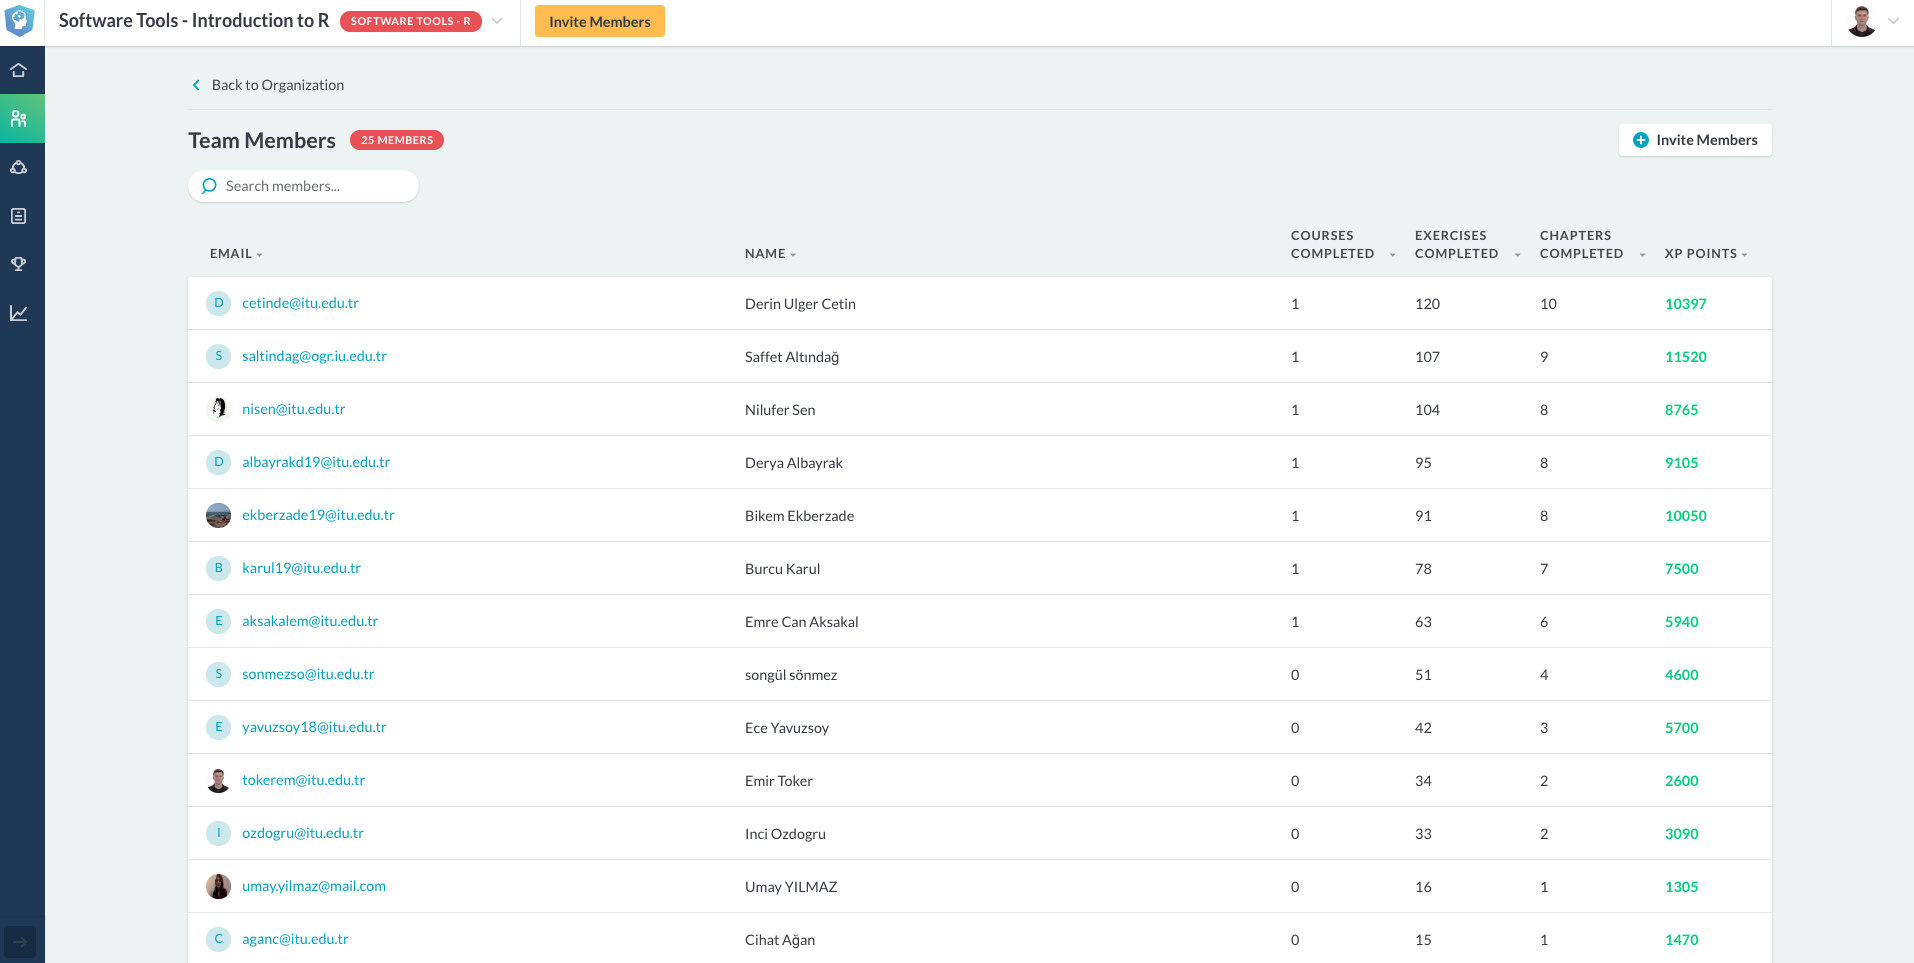 Software Tools - Introduction to R SOFTWARE TOOLS - R Invite Members
Back to Organization
Team Members 25 MEMBERS Invite Members
Search members...
EMAIL NAME COURSES COMPLETED EXERCISES COMPLETED CHAPTERS COMPLETED XP POINTS
D cetinde@itu.edu.tr Derin Ulger Cetin 1 120 10 10397
S saltindag@ogr.iu.edu.tr Saffet Altındağ 1 107 9 11520
nisen@itu.edu.tr Nilufer Sen 1 104 8 8765
D albayrakd19@itu.edu.tr Derya Albayrak 1 95 8 9105
ekberzade19@itu.edu.tr Bikem Ekberzade 1 91 8 10050
B karul19@itu.edu.tr Burcu Karul 1 78 7 7500
E aksakalem@itu.edu.tr Emre Can Aksakal 1 63 6 5940
S sonmezso@itu.edu.tr songül sönmez 0 51 4 4600
E yavuzsoy18@itu.edu.tr Ece Yavuzsoy 0 42 3 5700
tokerem@itu.edu.tr Emir Toker 0 34 2 2600
I ozdogru@itu.edu.tr Inci Ozdogru 0 33 2 3090
umay.yilmaz@mail.com Umay YILMAZ 0 16 1 1305
C aganc@itu.edu.tr Cihat Ağan 0 15 1 1470